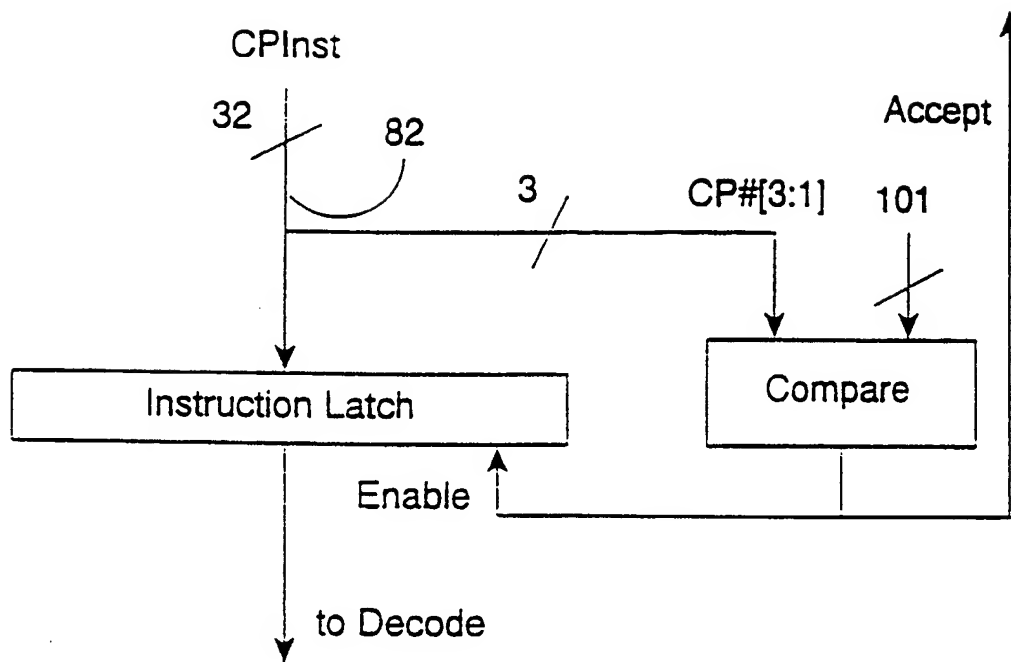 CPInst
32
82
Accept
3
CP#[3:1]
101
Instruction Latch
Compare
Enable
to Decode